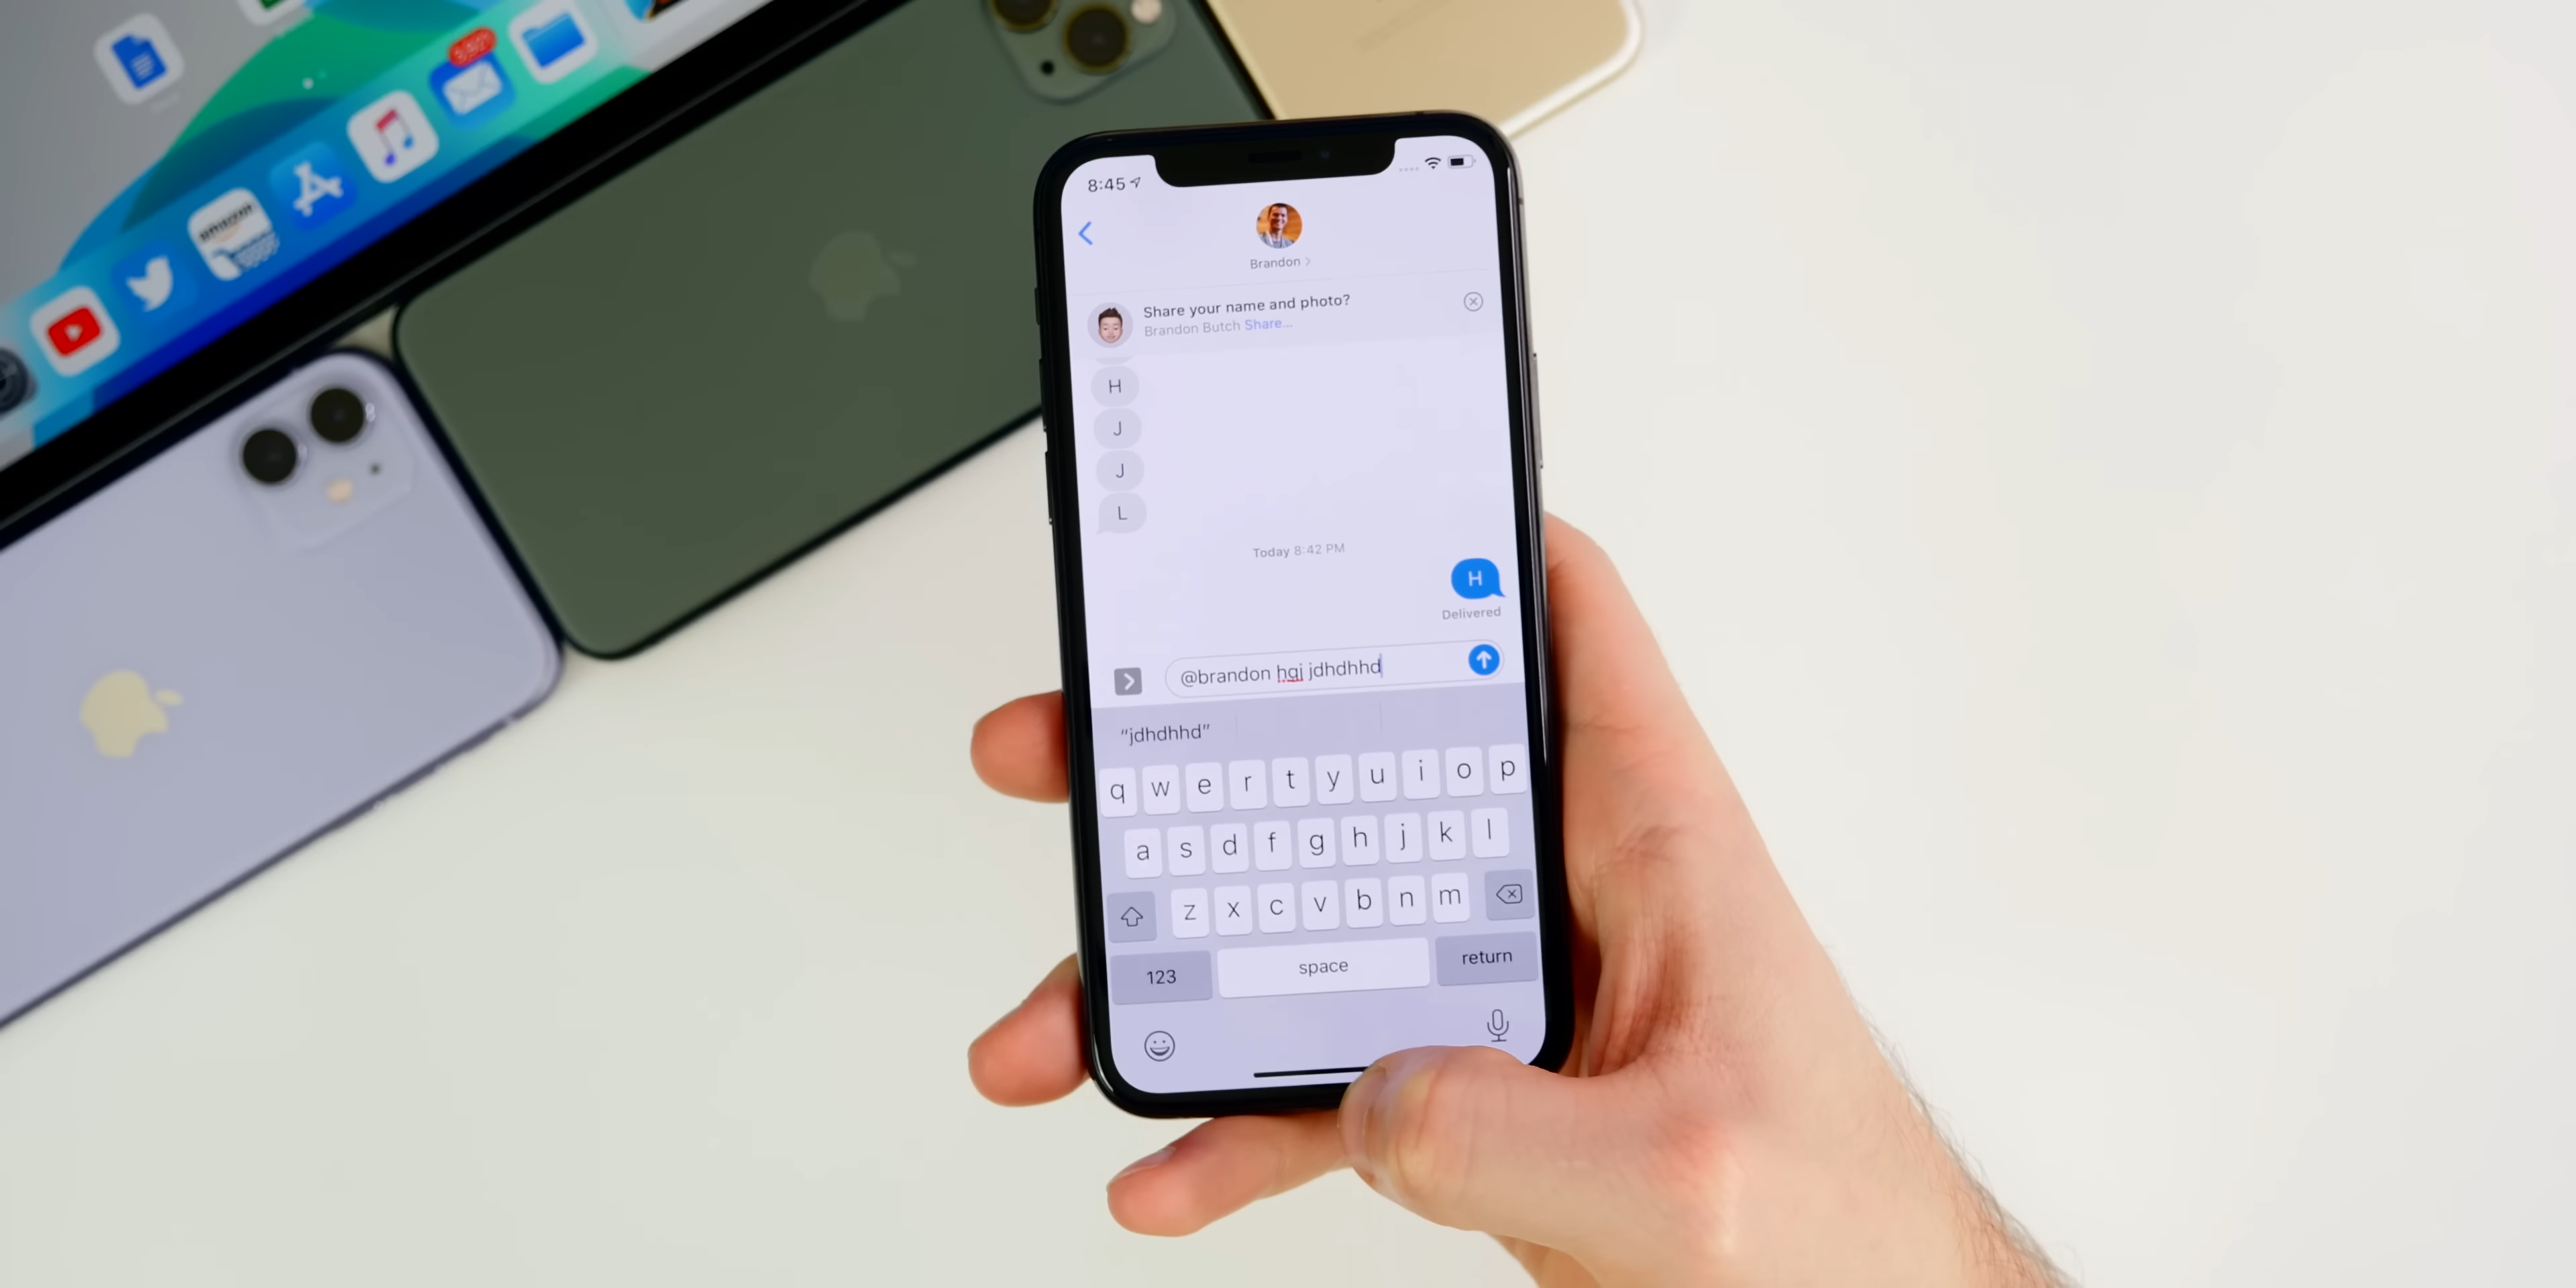 amazon
8:45
Brandon >
Share your name and photo?
Brandon Butch Share...
H
J
J
L
Today 8:42 PM
H
Delivered
@brandon hgj jdhdhhd
"jdhdhhd"
q w e r t y u i o p
a s d f g h j k l
z x c v b n m
123 space return